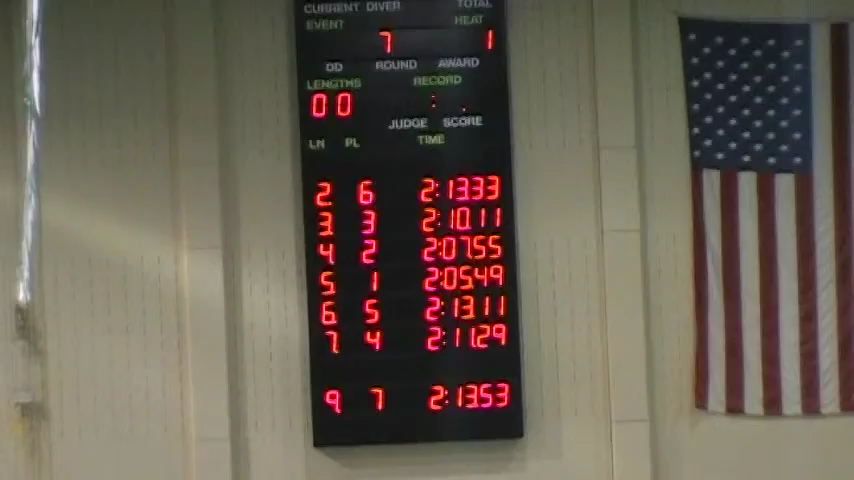 CURRENT DIVER TOTAL
EVENT HEAT
7 1
DD ROUND AWARD
LENGTHS RECORD
00 : .
JUDGE SCORE
LN PL TIME
2 6 2:13.33
3 3 2:10.11
4 2 2:07.55
5 1 2:05.49
6 5 2:13.11
7 4 2:11.29
9 7 2:13.53